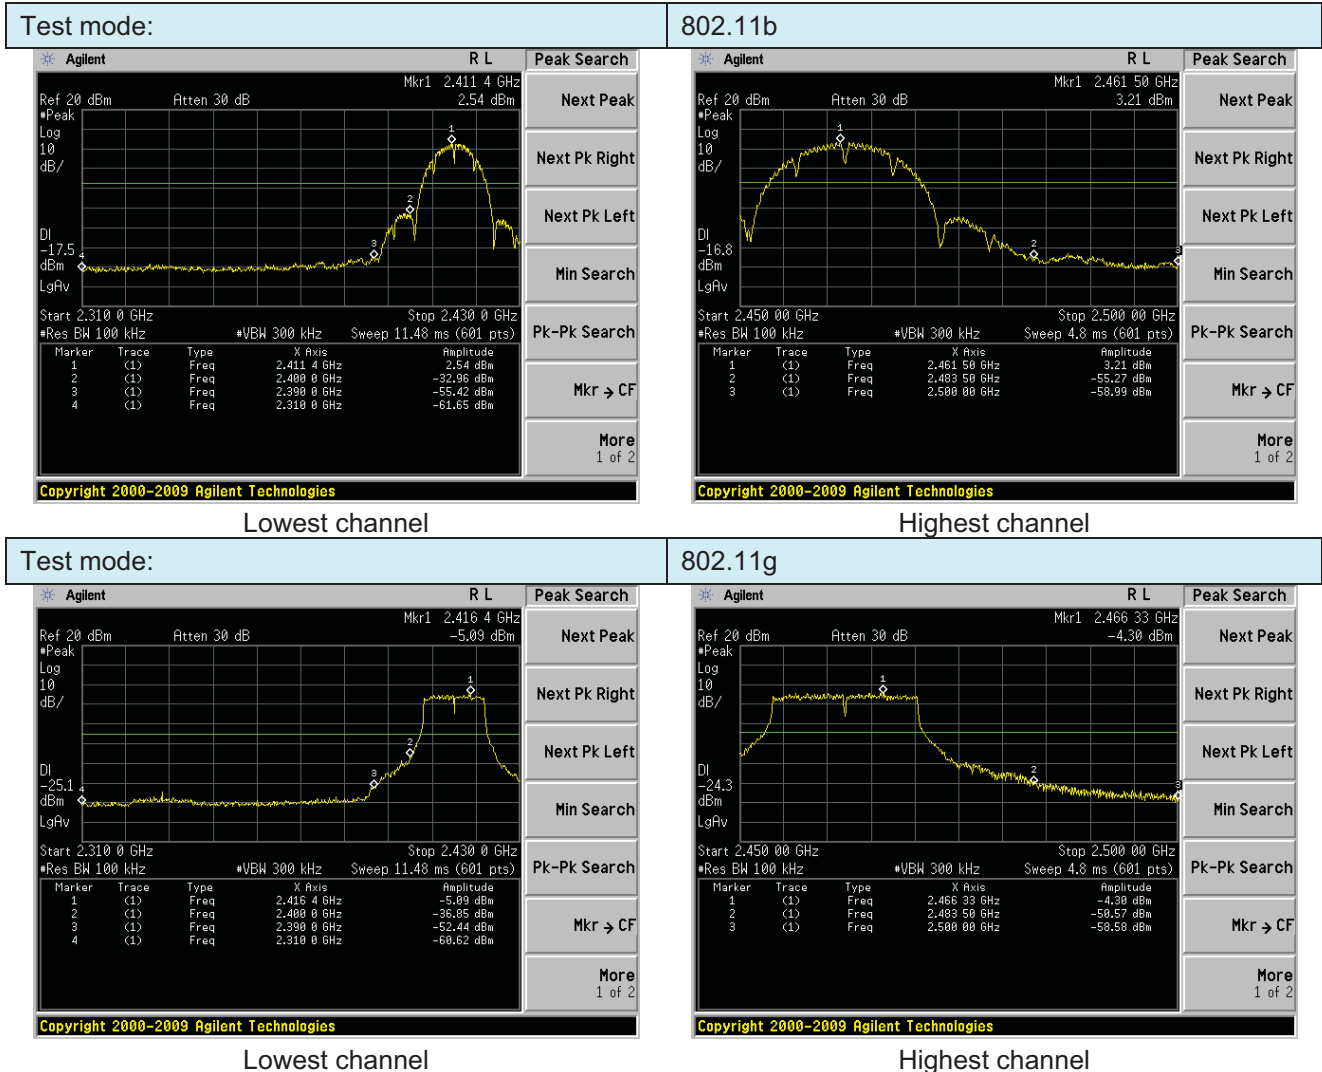 Test mode: 802.11b
Agilent R L Peak Search
Mkr1 2.411 4 GHz
Ref 20 dBm Atten 30 dB 2.54 dBm
#Peak
Log
10
dB/
1
2
3
4
DI
-17.5
dBm
LgAv
Start 2.310 0 GHz Stop 2.430 0 GHz
#Res BW 100 kHz #VBW 300 kHz Sweep 11.48 ms (601 pts)
Marker Trace Type X Axis Amplitude
1 (1) Freq 2.411 4 GHz 2.54 dBm
2 (1) Freq 2.400 0 GHz -32.96 dBm
3 (1) Freq 2.390 0 GHz -55.42 dBm
4 (1) Freq 2.310 0 GHz -61.65 dBm
Next Peak
Next Pk Right
Next Pk Left
Min Search
Pk-Pk Search
Mkr → CF
More
1 of 2
Copyright 2000-2009 Agilent Technologies
Lowest channel
Agilent R L Peak Search
Mkr1 2.461 50 GHz
Ref 20 dBm Atten 30 dB 3.21 dBm
#Peak
Log
10
dB/
1
2
3
DI
-16.8
dBm
LgAv
Start 2.450 00 GHz Stop 2.500 00 GHz
#Res BW 100 kHz #VBW 300 kHz Sweep 4.8 ms (601 pts)
Marker Trace Type X Axis Amplitude
1 (1) Freq 2.461 50 GHz 3.21 dBm
2 (1) Freq 2.483 50 GHz -55.27 dBm
3 (1) Freq 2.500 00 GHz -58.99 dBm
Next Peak
Next Pk Right
Next Pk Left
Min Search
Pk-Pk Search
Mkr → CF
More
1 of 2
Copyright 2000-2009 Agilent Technologies
Highest channel
Test mode: 802.11g
Agilent R L Peak Search
Mkr1 2.416 4 GHz
Ref 20 dBm Atten 30 dB -5.09 dBm
#Peak
Log
10
dB/
1
2
3
4
DI
-25.1
dBm
LgAv
Start 2.310 0 GHz Stop 2.430 0 GHz
#Res BW 100 kHz #VBW 300 kHz Sweep 11.48 ms (601 pts)
Marker Trace Type X Axis Amplitude
1 (1) Freq 2.416 4 GHz -5.09 dBm
2 (1) Freq 2.400 0 GHz -36.85 dBm
3 (1) Freq 2.390 0 GHz -52.44 dBm
4 (1) Freq 2.310 0 GHz -60.62 dBm
Next Peak
Next Pk Right
Next Pk Left
Min Search
Pk-Pk Search
Mkr → CF
More
1 of 2
Copyright 2000-2009 Agilent Technologies
Lowest channel
Agilent R L Peak Search
Mkr1 2.466 33 GHz
Ref 20 dBm Atten 30 dB -4.30 dBm
#Peak
Log
10
dB/
1
2
3
DI
-24.3
dBm
LgAv
Start 2.450 00 GHz Stop 2.500 00 GHz
#Res BW 100 kHz #VBW 300 kHz Sweep 4.8 ms (601 pts)
Marker Trace Type X Axis Amplitude
1 (1) Freq 2.466 33 GHz -4.30 dBm
2 (1) Freq 2.483 50 GHz -50.57 dBm
3 (1) Freq 2.500 00 GHz -58.58 dBm
Next Peak
Next Pk Right
Next Pk Left
Min Search
Pk-Pk Search
Mkr → CF
More
1 of 2
Copyright 2000-2009 Agilent Technologies
Highest channel